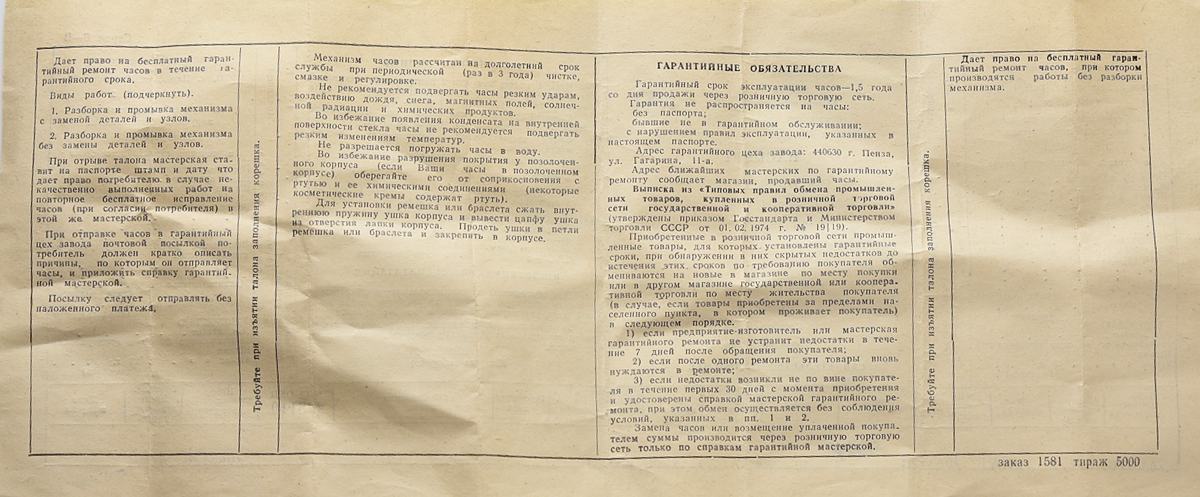 Дает право на бесплатный гаран-
тийный ремонт часов в течение га-
рантийного срока.
Виды работ. (подчеркнуть).
1. Разборка и промывка механизма
с заменой деталей и узлов.
2. Разборка и промывка механизма
без замены деталей и узлов.
При отрыве талона мастерская ста-
вит на паспорте штамп и дату что
дает право потребителю в случае не-
качественно выполненных работ на
повторное бесплатное исправление
часов (при согласии потребителя) в
этой же мастерской.
При отправке часов в гарантийный
цех завода почтовой посылкой по-
требитель должен кратко описать
причины, по которым он отправляет
часы, и приложить справку гарантий-
ной мастерской.
Посылку следует отправлять без
наложенного платежа.
Требуйте при изъятии талона заполнения корешка.
Механизм часов рассчитан на долголетний срок
службы при периодической (раз в 3 года) чистке,
смазке и регулировке.
Не рекомендуется подвергать часы резким ударам,
воздействию дождя, снега, магнитных полей, солнеч-
ной радиации и химических продуктов.
Во избежание появления конденсата на внутренней
поверхности стекла часы не рекомендуется подвергать
резким изменениям температур.
Не разрешается погружать часы в воду.
Во избежание разрушения покрытия у позолочен-
ного корпуса (если Ваши часы в позолоченном
корпусе) оберегайте его от соприкосновения с
ртутью и ее химическими соединениями (некоторые
косметические кремы содержат ртуть).
Для установки ремешка или браслета сжать внут-
реннюю пружину ушка корпуса и вывести цапфу ушка
из отверстия лапки корпуса. Продеть ушки в петли
ремешка или браслета и закрепить в корпусе.
ГАРАНТИЙНЫЕ ОБЯЗАТЕЛЬСТВА
Гарантийный срок эксплуатации часов—1,5 года
со дня продажи через розничную торговую сеть.
Гарантия не распространяется на часы:
без паспорта;
бывшие не в гарантийном обслуживании;
с нарушением правил эксплуатации, указанных в
настоящем паспорте.
Адрес гарантийного цеха завода: 440630 г. Пенза,
ул. Гагарина, 11-а.
Адрес ближайших мастерских по гарантийному
ремонту сообщает магазин, продавший часы.
Выписка из «Типовых правил обмена промышлен-
ных товаров, купленных в розничной торговой
сети государственной и кооперативной торговли»
(утверждены приказом Госстандарта и Министерством
торговли СССР от 01.02.1974 г. № 19|19).
Приобретенные в розничной торговой сети промыш-
ленные товары, для которых установлены гарантийные
сроки, при обнаружении в них скрытых недостатков до
истечения этих сроков по требованию покупателя об-
мениваются на новые в магазине по месту покупки
или в другом магазине государственной или коопера-
тивной торговли по месту жительства покупателя
(в случае, если товары приобретены за пределами на-
селенного пункта, в котором проживает покупатель)
в следующем порядке.
1) если предприятие-изготовитель или мастерская
гарантийного ремонта не устранит недостатки в тече-
ние 7 дней после обращения покупателя;
2) если после одного ремонта эти товары вновь
нуждаются в ремонте;
3) если недостатки возникли не по вине покупате-
ля в течение первых 30 дней с момента приобретения
и удостоверены справкой мастерской гарантийного ре-
монта, при этом обмен осуществляется без соблюдения
условий, указанных в пп. 1 и 2.
Замена часов или возмещение уплаченной покупа-
телем суммы производится через розничную торговую
сеть только по справкам гарантийной мастерской.
Требуйте при изъятии талона заполнения корешка.
Дает право на бесплатный гаран-
тийный ремонт часов, при котором
производятся работы без разборки
механизма.
заказ 1581 тираж 5000